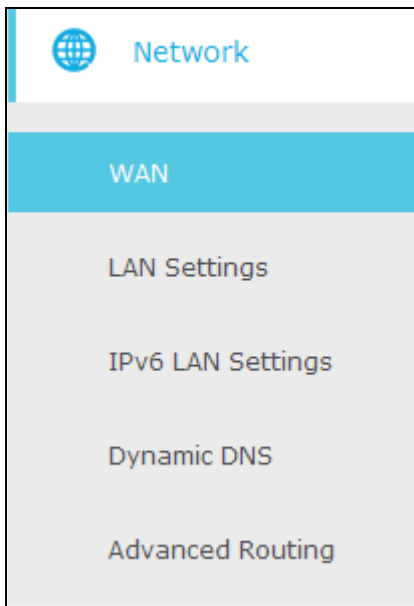 Network
WAN
LAN Settings
IPv6 LAN Settings
Dynamic DNS
Advanced Routing